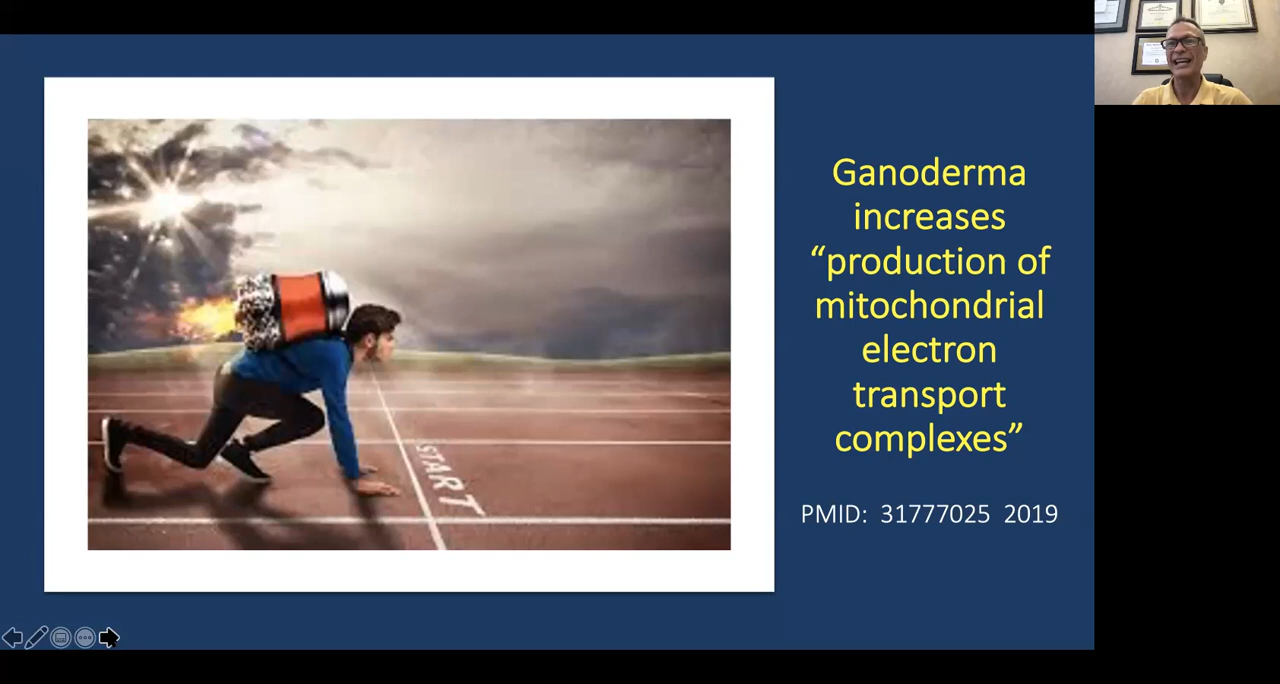 Ganoderma
increases
“production of
mitochondrial
electron
transport
complexes”
PMID: 31777025 2019
START